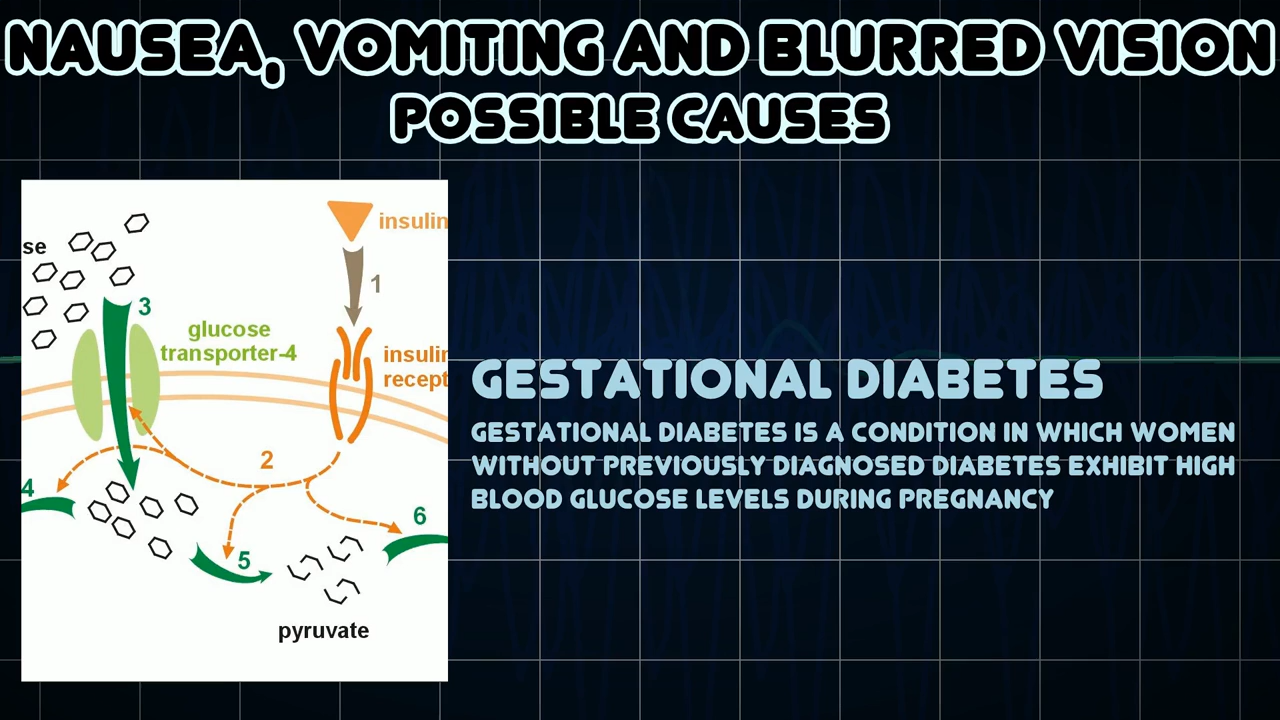 NAUSEA, VOMITING AND BLURRED VISION
POSSIBLE CAUSES
insulin
1
se
3
glucose
transporter-4
insulin
recept
2
4
6
5
pyruvate
GESTATIONAL DIABETES
GESTATIONAL DIABETES IS A CONDITION IN WHICH WOMEN
WITHOUT PREVIOUSLY DIAGNOSED DIABETES EXHIBIT HIGH
BLOOD GLUCOSE LEVELS DURING PREGNANCY